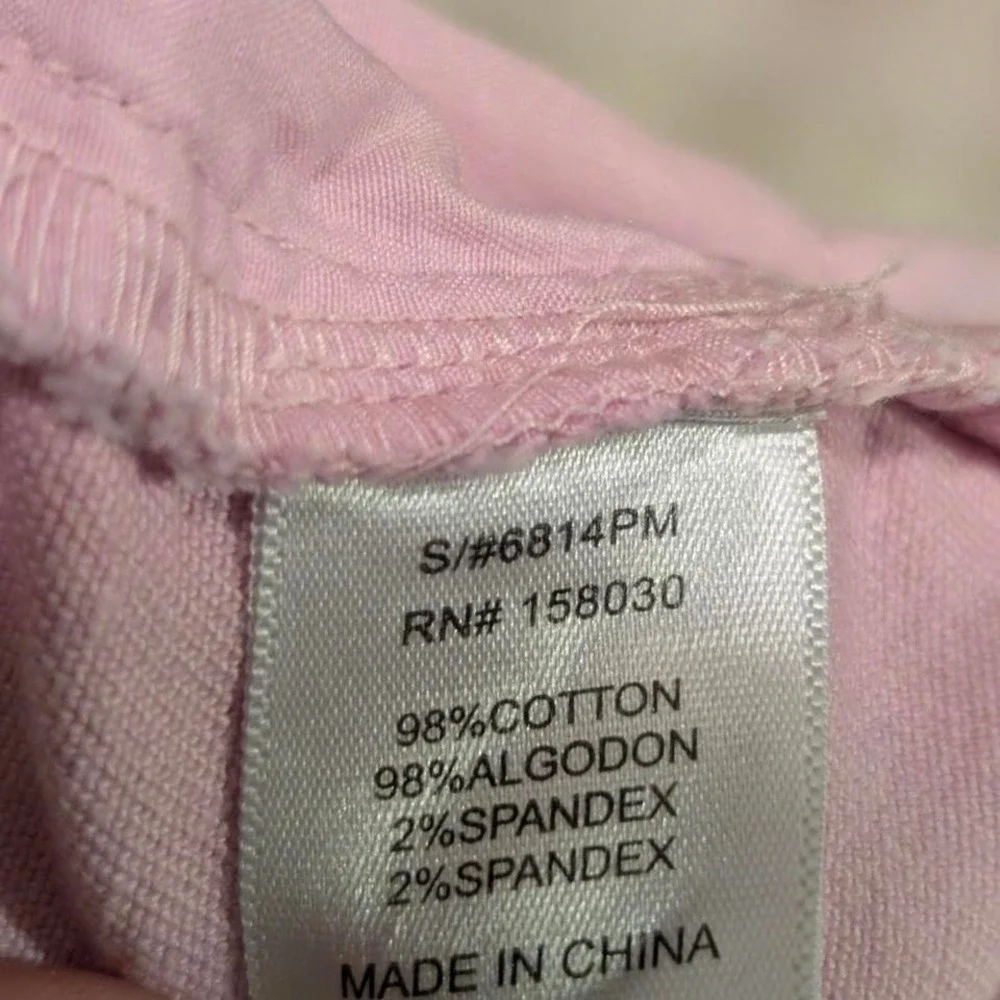 S/#6814PM
RN# 158030
98%COTTON
98%ALGODON
2%SPANDEX
2%SPANDEX
MADE IN CHINA